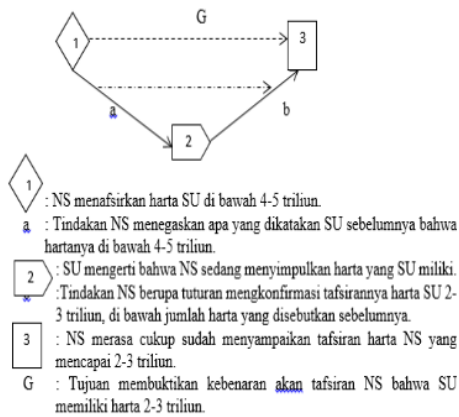 G
1
3
a
b
2
1
: NS menafsirkan harta SU di bawah 4-5 triliun.
a : Tindakan NS menegaskan apa yang dikatakan SU sebelumnya bahwa
hartanya di bawah 4-5 triliun.
2 : SU mengerti bahwa NS sedang menyimpulkan harta yang SU miliki.
:Tindakan NS berupa tuturan mengkonfirmasi tafsirannya harta SU 2-
3 triliun, di bawah jumlah harta yang disebutkan sebelumnya.
3 : NS merasa cukup sudah menyampaikan tafsiran harta NS yang
mencapai 2-3 triliun.
G : Tujuan membuktikan kebenaran akan tafsiran NS bahwa SU
memiliki harta 2-3 triliun.